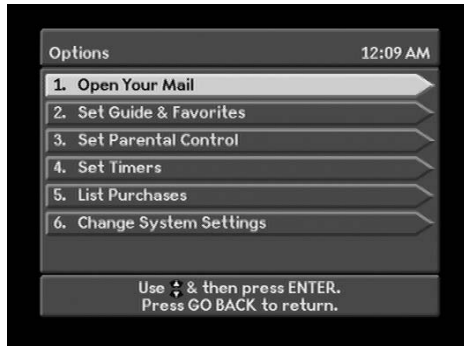 Options 12:09 AM
1. Open Your Mail
2. Set Guide & Favorites
3. Set Parental Control
4. Set Timers
5. List Purchases
6. Change System Settings
Use & then press ENTER.
Press GO BACK to return.